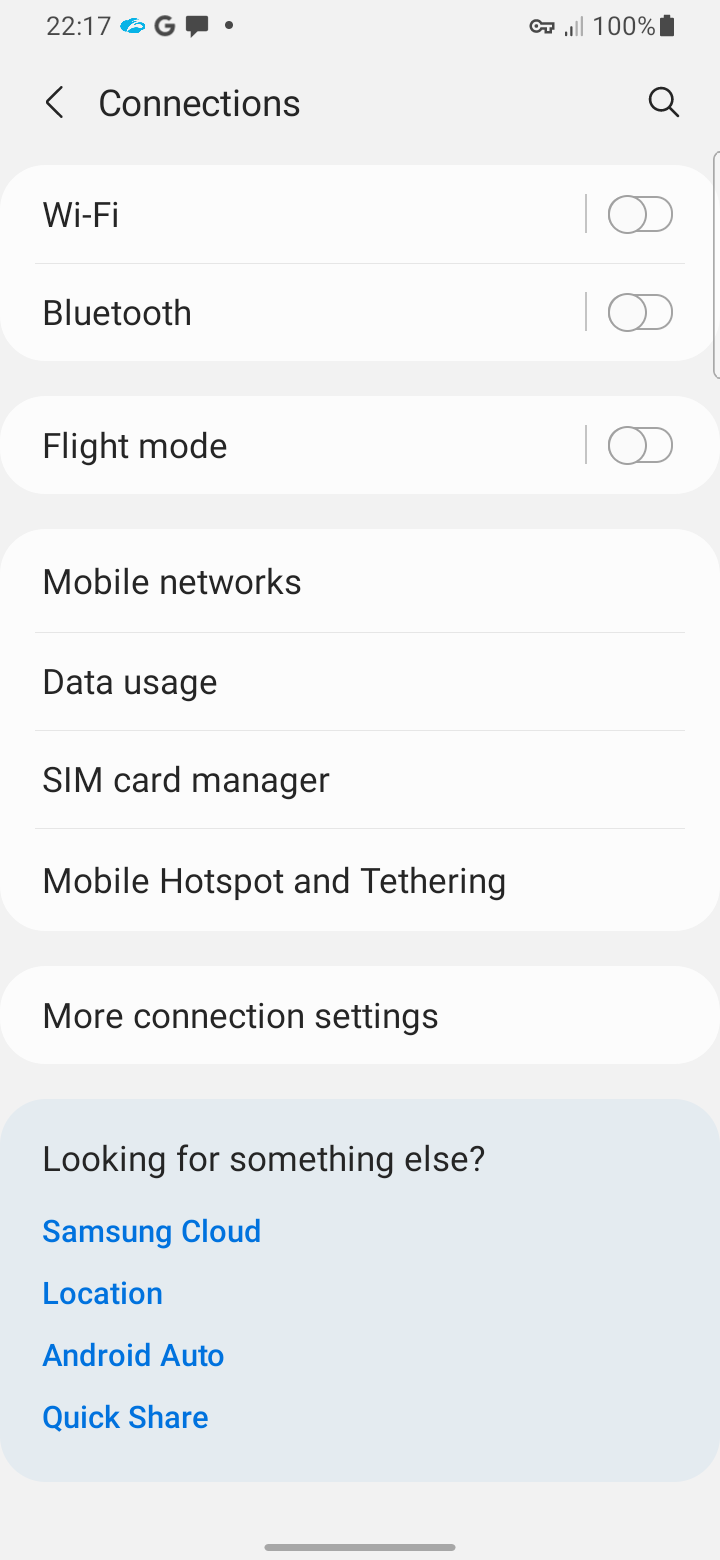 22:17 G 100%
Connections
Wi-Fi
Bluetooth
Flight mode
Mobile networks
Data usage
SIM card manager
Mobile Hotspot and Tethering
More connection settings
Looking for something else?
Samsung Cloud
Location
Android Auto
Quick Share